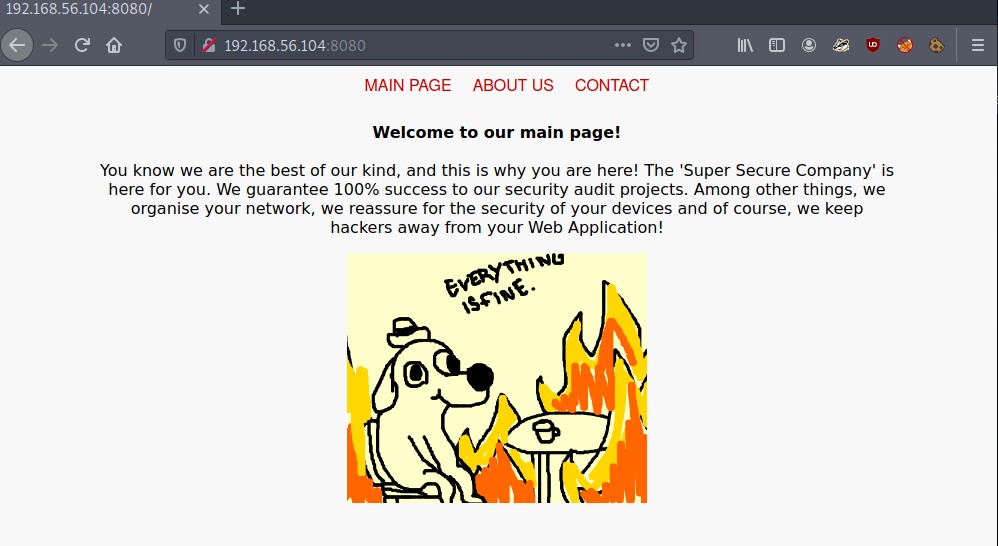 192.168.56.104:8080/
192.168.56.104:8080
MAIN PAGE ABOUT US CONTACT
Welcome to our main page!
You know we are the best of our kind, and this is why you are here! The 'Super Secure Company' is
here for you. We guarantee 100% success to our security audit projects. Among other things, we
organise your network, we reassure for the security of your devices and of course, we keep
hackers away from your Web Application!
EVERYTHING
IS FINE.